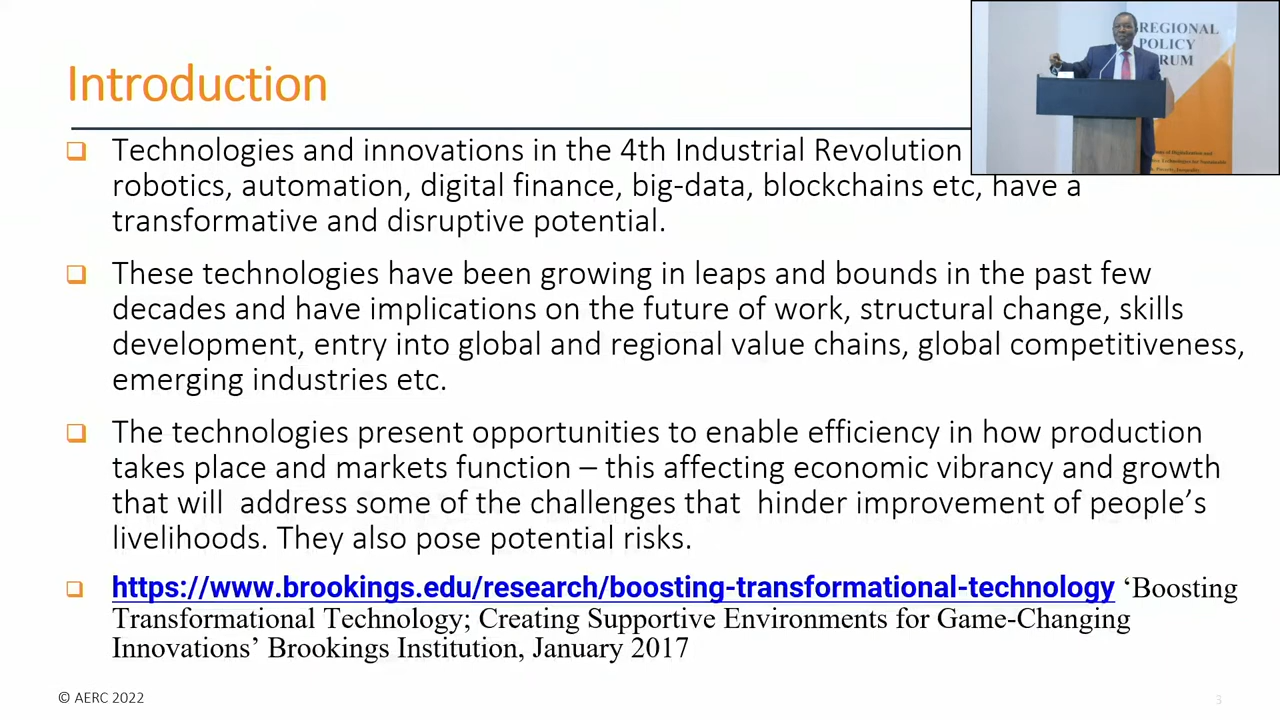 REGIONAL
POLICY
RUM
Introduction
Technologies and innovations in the 4th Industrial Revolution
robotics, automation, digital finance, big-data, blockchains etc, have a
transformative and disruptive potential.
These technologies have been growing in leaps and bounds in the past few
decades and have implications on the future of work, structural change, skills
development, entry into global and regional value chains, global competitiveness,
emerging industries etc.
The technologies present opportunities to enable efficiency in how production
takes place and markets function – this affecting economic vibrancy and growth
that will  address some of the challenges that  hinder improvement of people’s
livelihoods. They also pose potential risks.
https://www.brookings.edu/research/boosting-transformational-technology ‘Boosting
Transformational Technology; Creating Supportive Environments for Game-Changing
Innovations’ Brookings Institution, January 2017
© AERC 2022
3